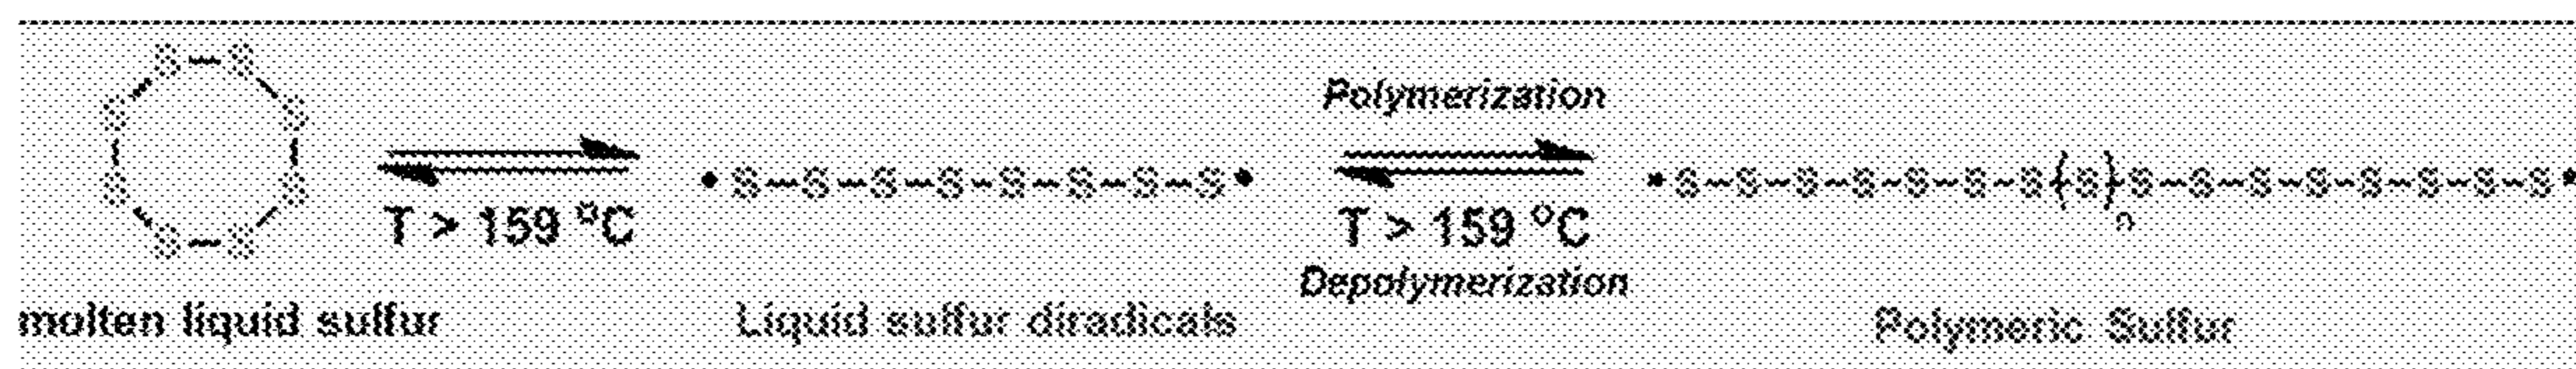 S–S
S S
S S
S–S
T > 159 °C
molten liquid sulfur
•S–S–S–S–S–S–S–S•
Liquid sulfur diradicals
Polymerization
T > 159 °C
Depolymerization
•S–S–S–S–S–S–S{S}S–S–S–S–S–S–S–S•
n
Polymeric Sulfur